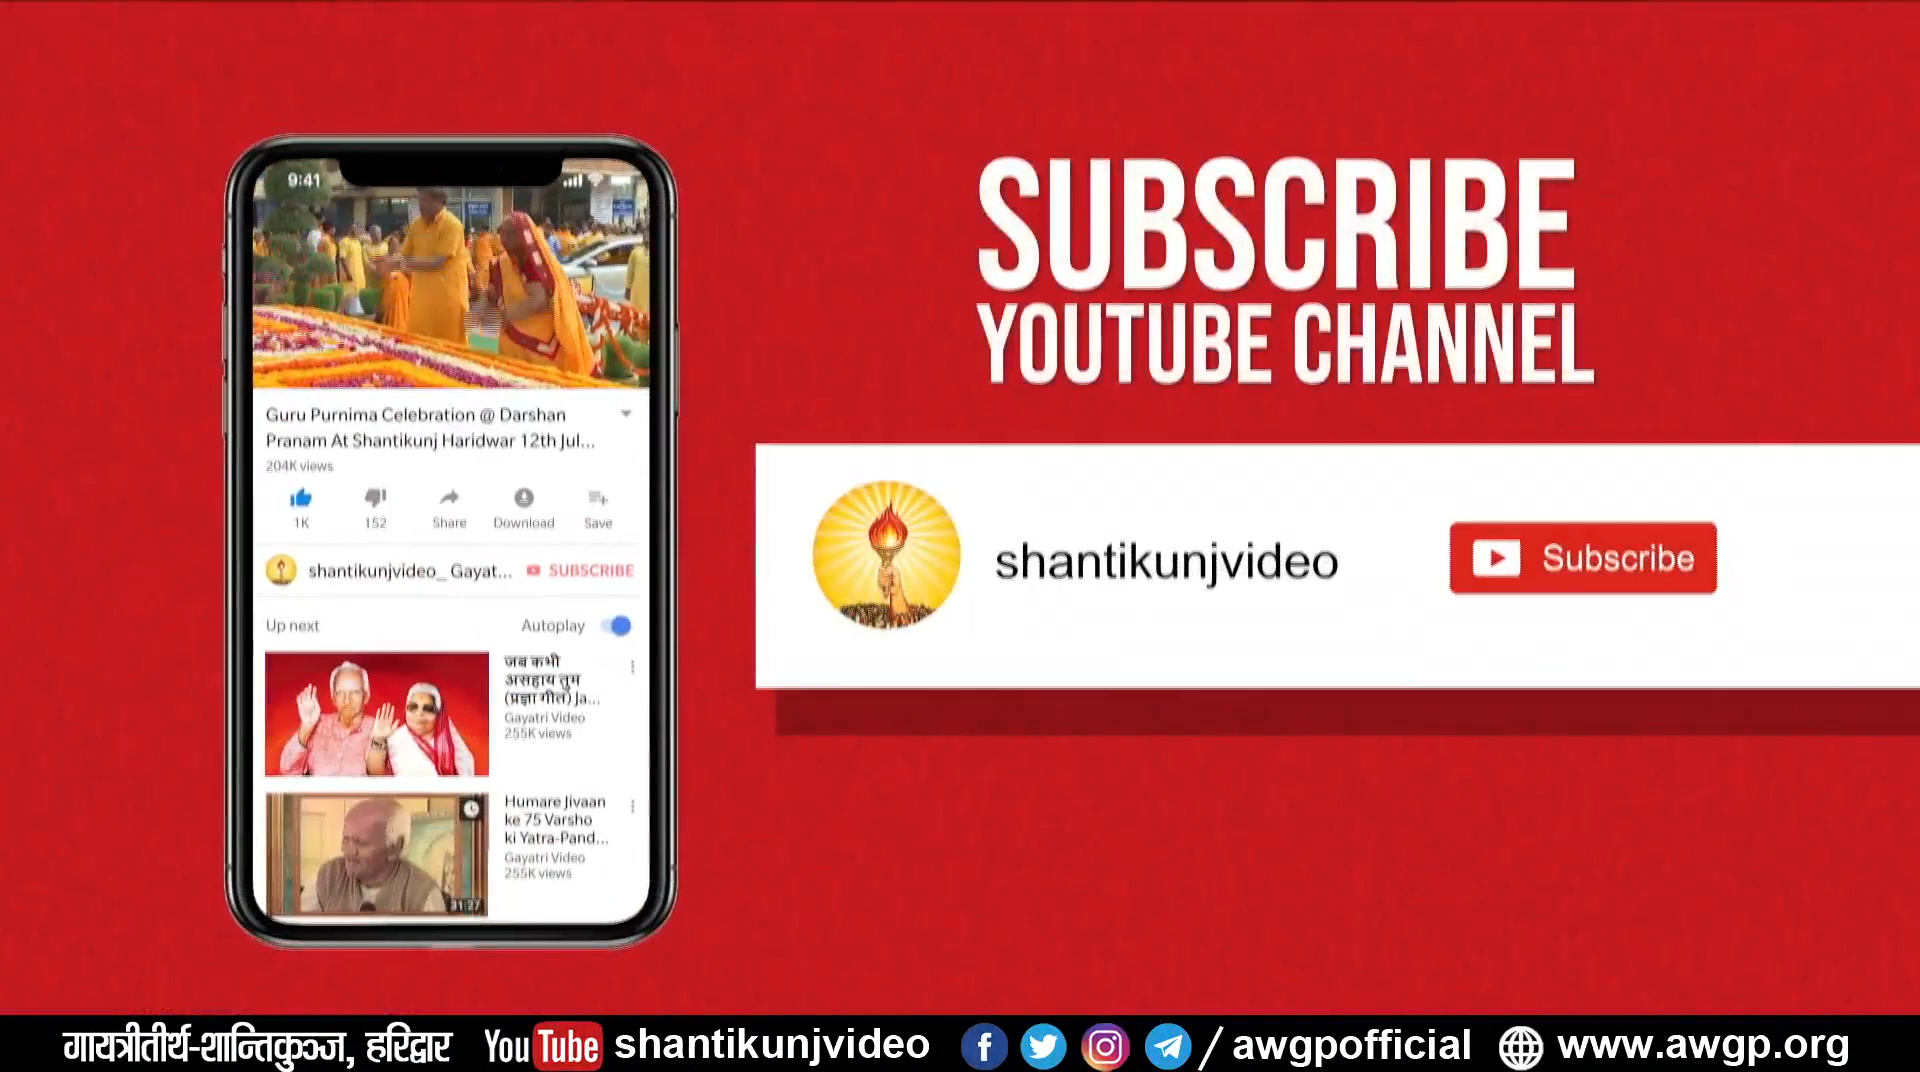 9:41
SUBSCRIBE
YOUTUBE CHANNEL
Guru Purnima Celebration @ Darshan
Pranam At Shantikunj Haridwar 12th Jul...
204K views
1K
152
Share
Download
Save
shantikunjvideo_ Gayat...
SUBSCRIBE
shantikunjvideo
Subscribe
Up next
Autoplay
जब कभी
असहाय तुम
(प्रज्ञा गीत) Ja...
Gayatri Video
255K views
Humare Jivaan
ke 75 Varsho
ki Yatra-Pand...
Gayatri Video
255K views
31:27
गायत्रीतीर्थ-शान्तिकुञ्ज, हरिद्वार YouTube shantikunjvideo / awgpofficial www.awgp.org